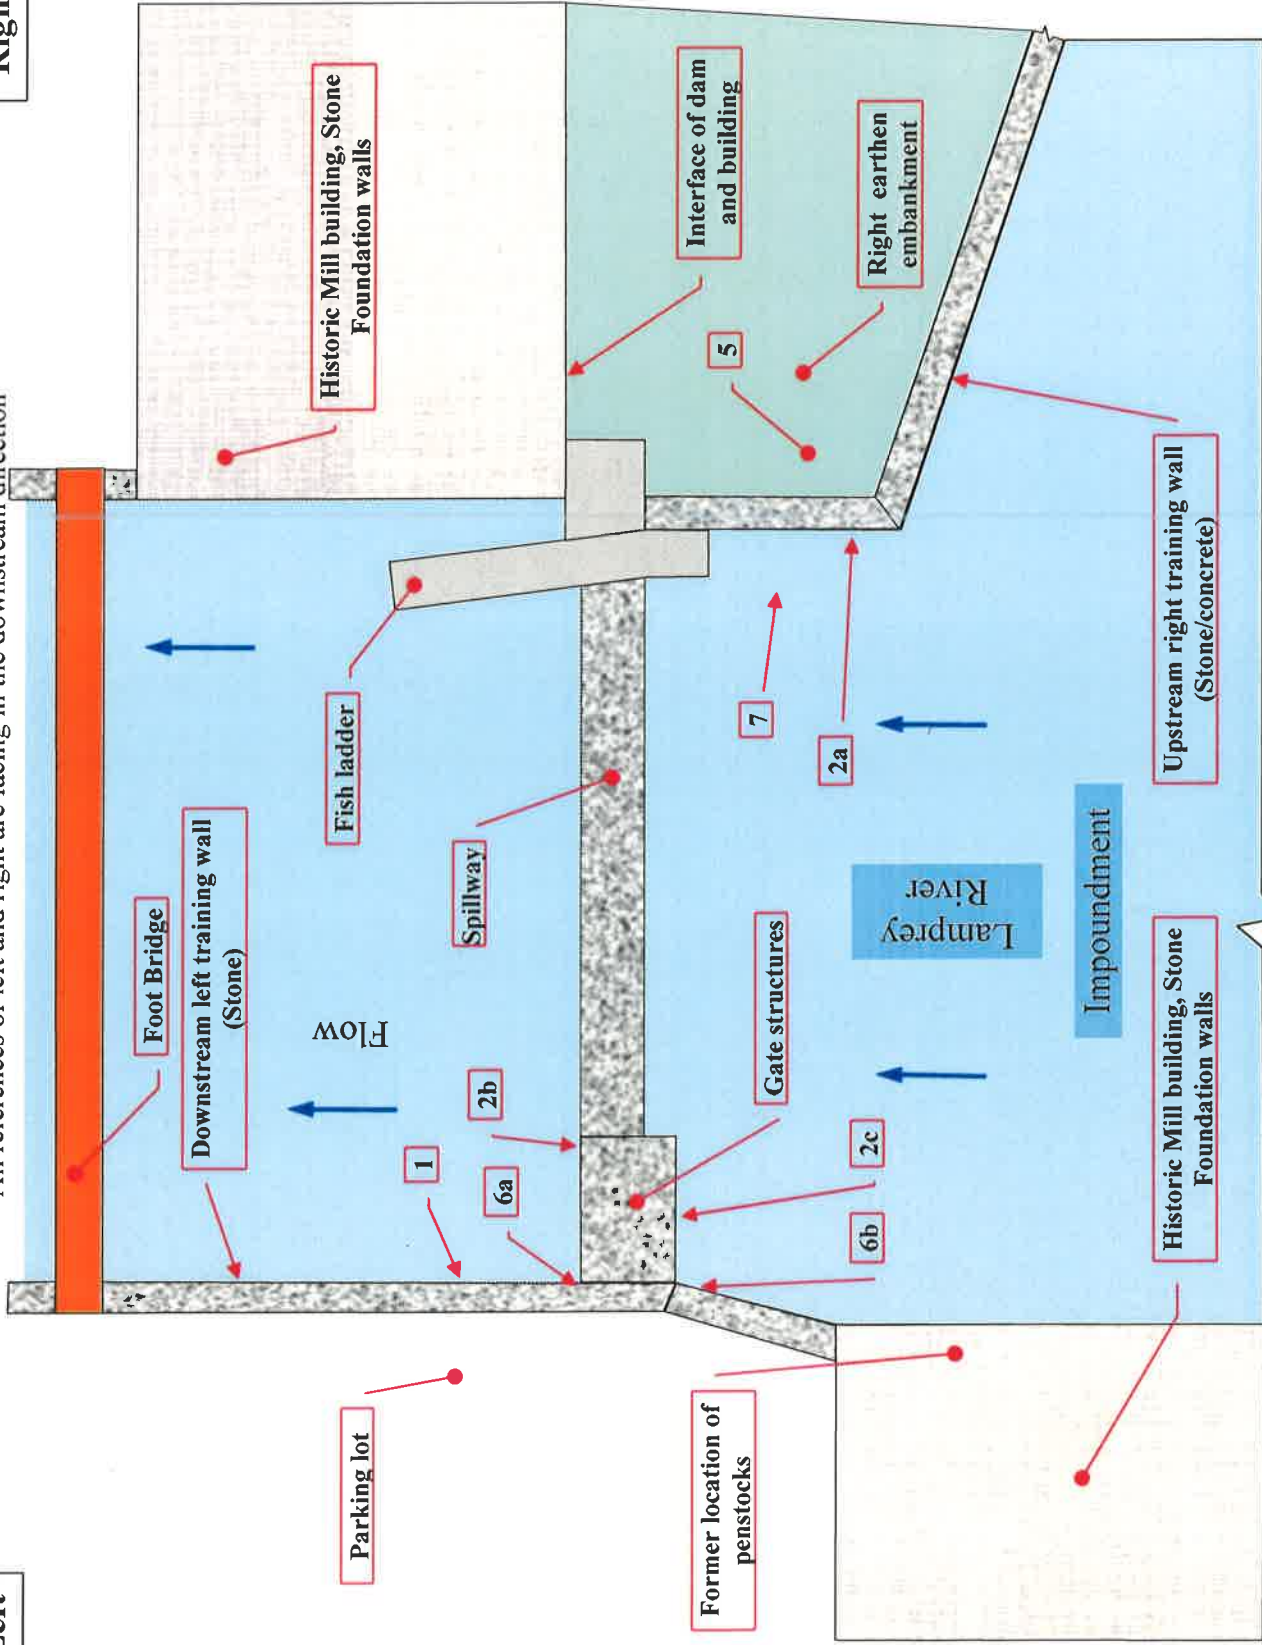 Left
Right
All references of left and right are facing in the downstream direction
Foot Bridge
Downstream left training wall
(Stone)
Historic Mill building, Stone
Foundation walls
Fish ladder
Flow
Parking lot
1
Spillway
2b
6a
Interface of dam
and building
5
Former location of
penstocks
7
Gate structures
2a
Right earthen
embankment
2c
6b
Lamprey
River
Impoundment
Historic Mill building, Stone
Foundation walls
Upstream right training wall
(Stone/concrete)